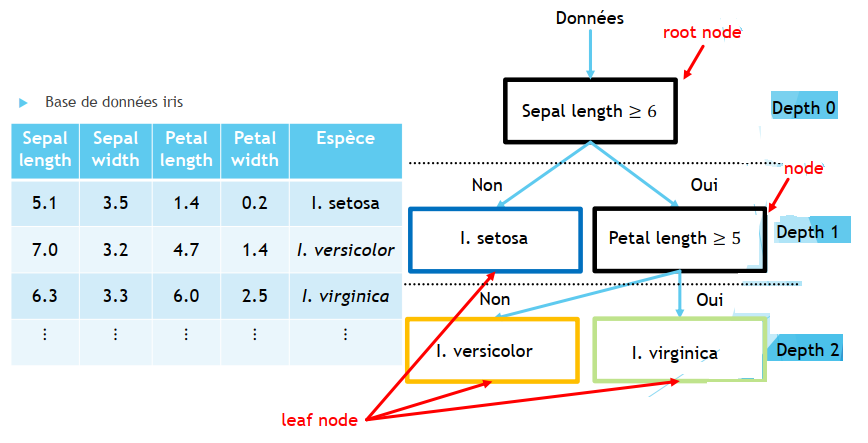 Données
root node
Base de données iris
Sepal length ≥ 6
Depth 0
Sepal length Sepal width Petal length Petal width Espèce
node
Non Oui
5.1 3.5 1.4 0.2 I. setosa
I. setosa
Petal length ≥ 5
Depth 1
7.0 3.2 4.7 1.4 I. versicolor
6.3 3.3 6.0 2.5 I. virginica
Non Oui
⋮ ⋮ ⋮ ⋮ ⋮
I. versicolor
I. virginica
Depth 2
leaf node